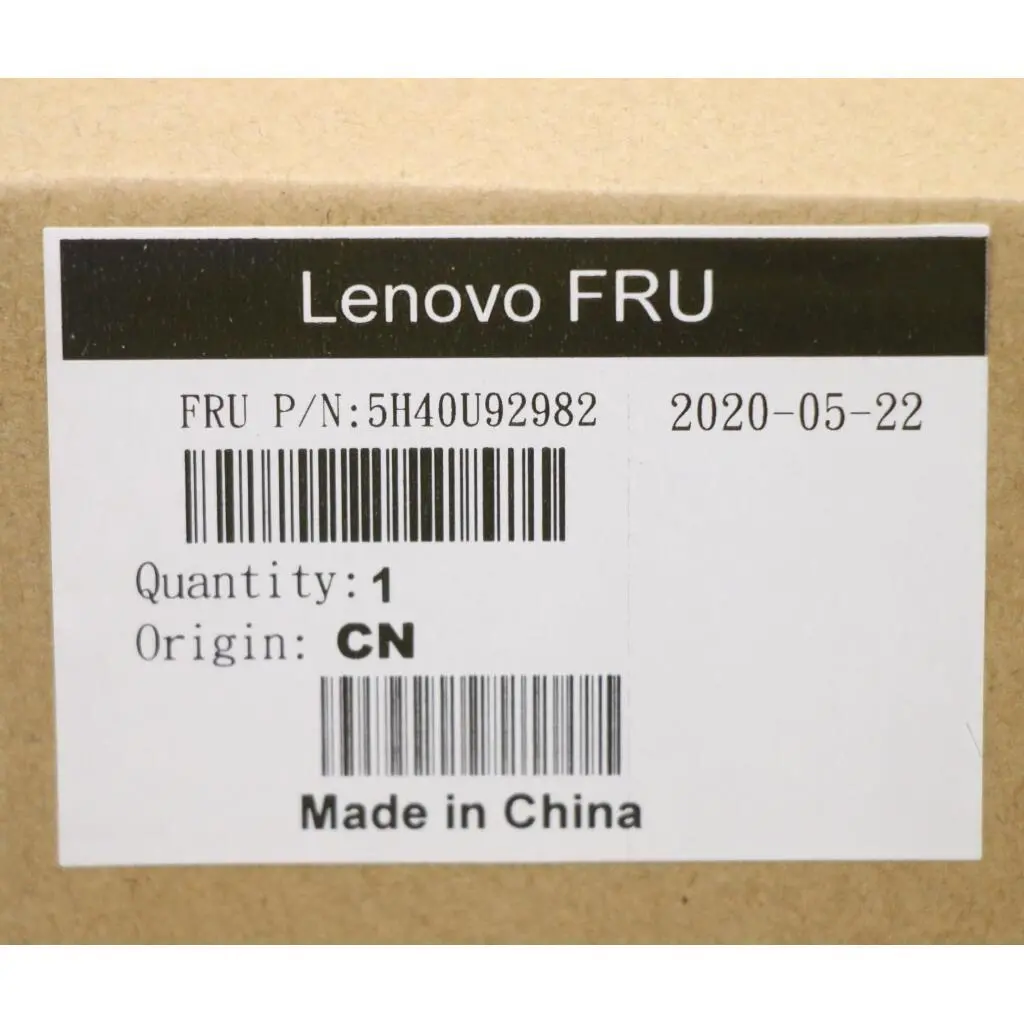 Lenovo FRU
FRU P/N:5H40U92982 2020-05-22
Quantity:1
Origin: CN
Made in China